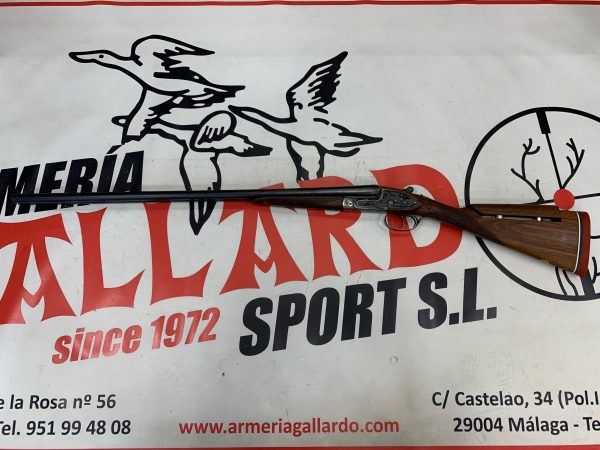 MERÍA
ALLARD
since 1972 SPORT S.L.
e la Rosa nº 56
Tel. 951 99 48 08
www.armeriagallardo.com
C/ Castelao, 34 (Pol.I
29004 Málaga - Te